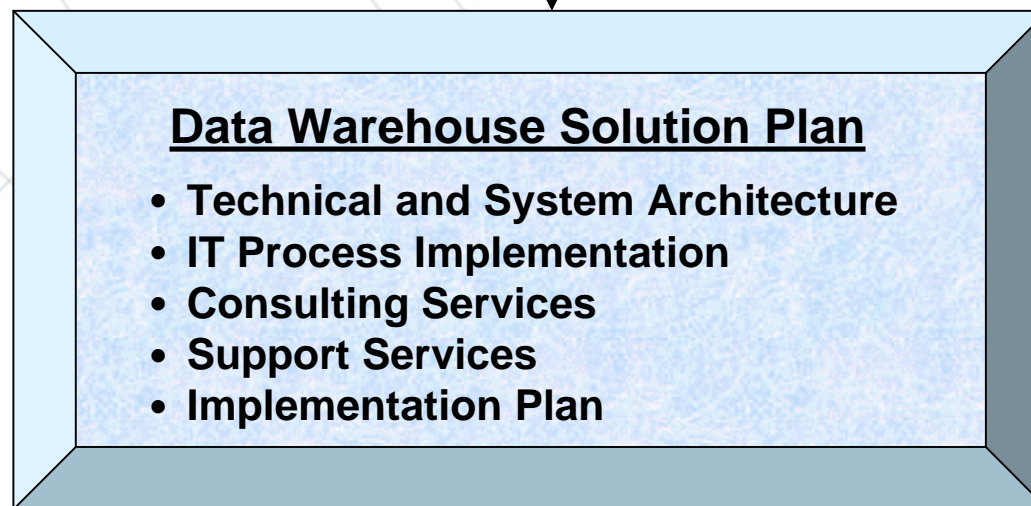 Data Warehouse Solution Plan
• Technical and System Architecture
• IT Process Implementation
• Consulting Services
• Support Services
• Implementation Plan